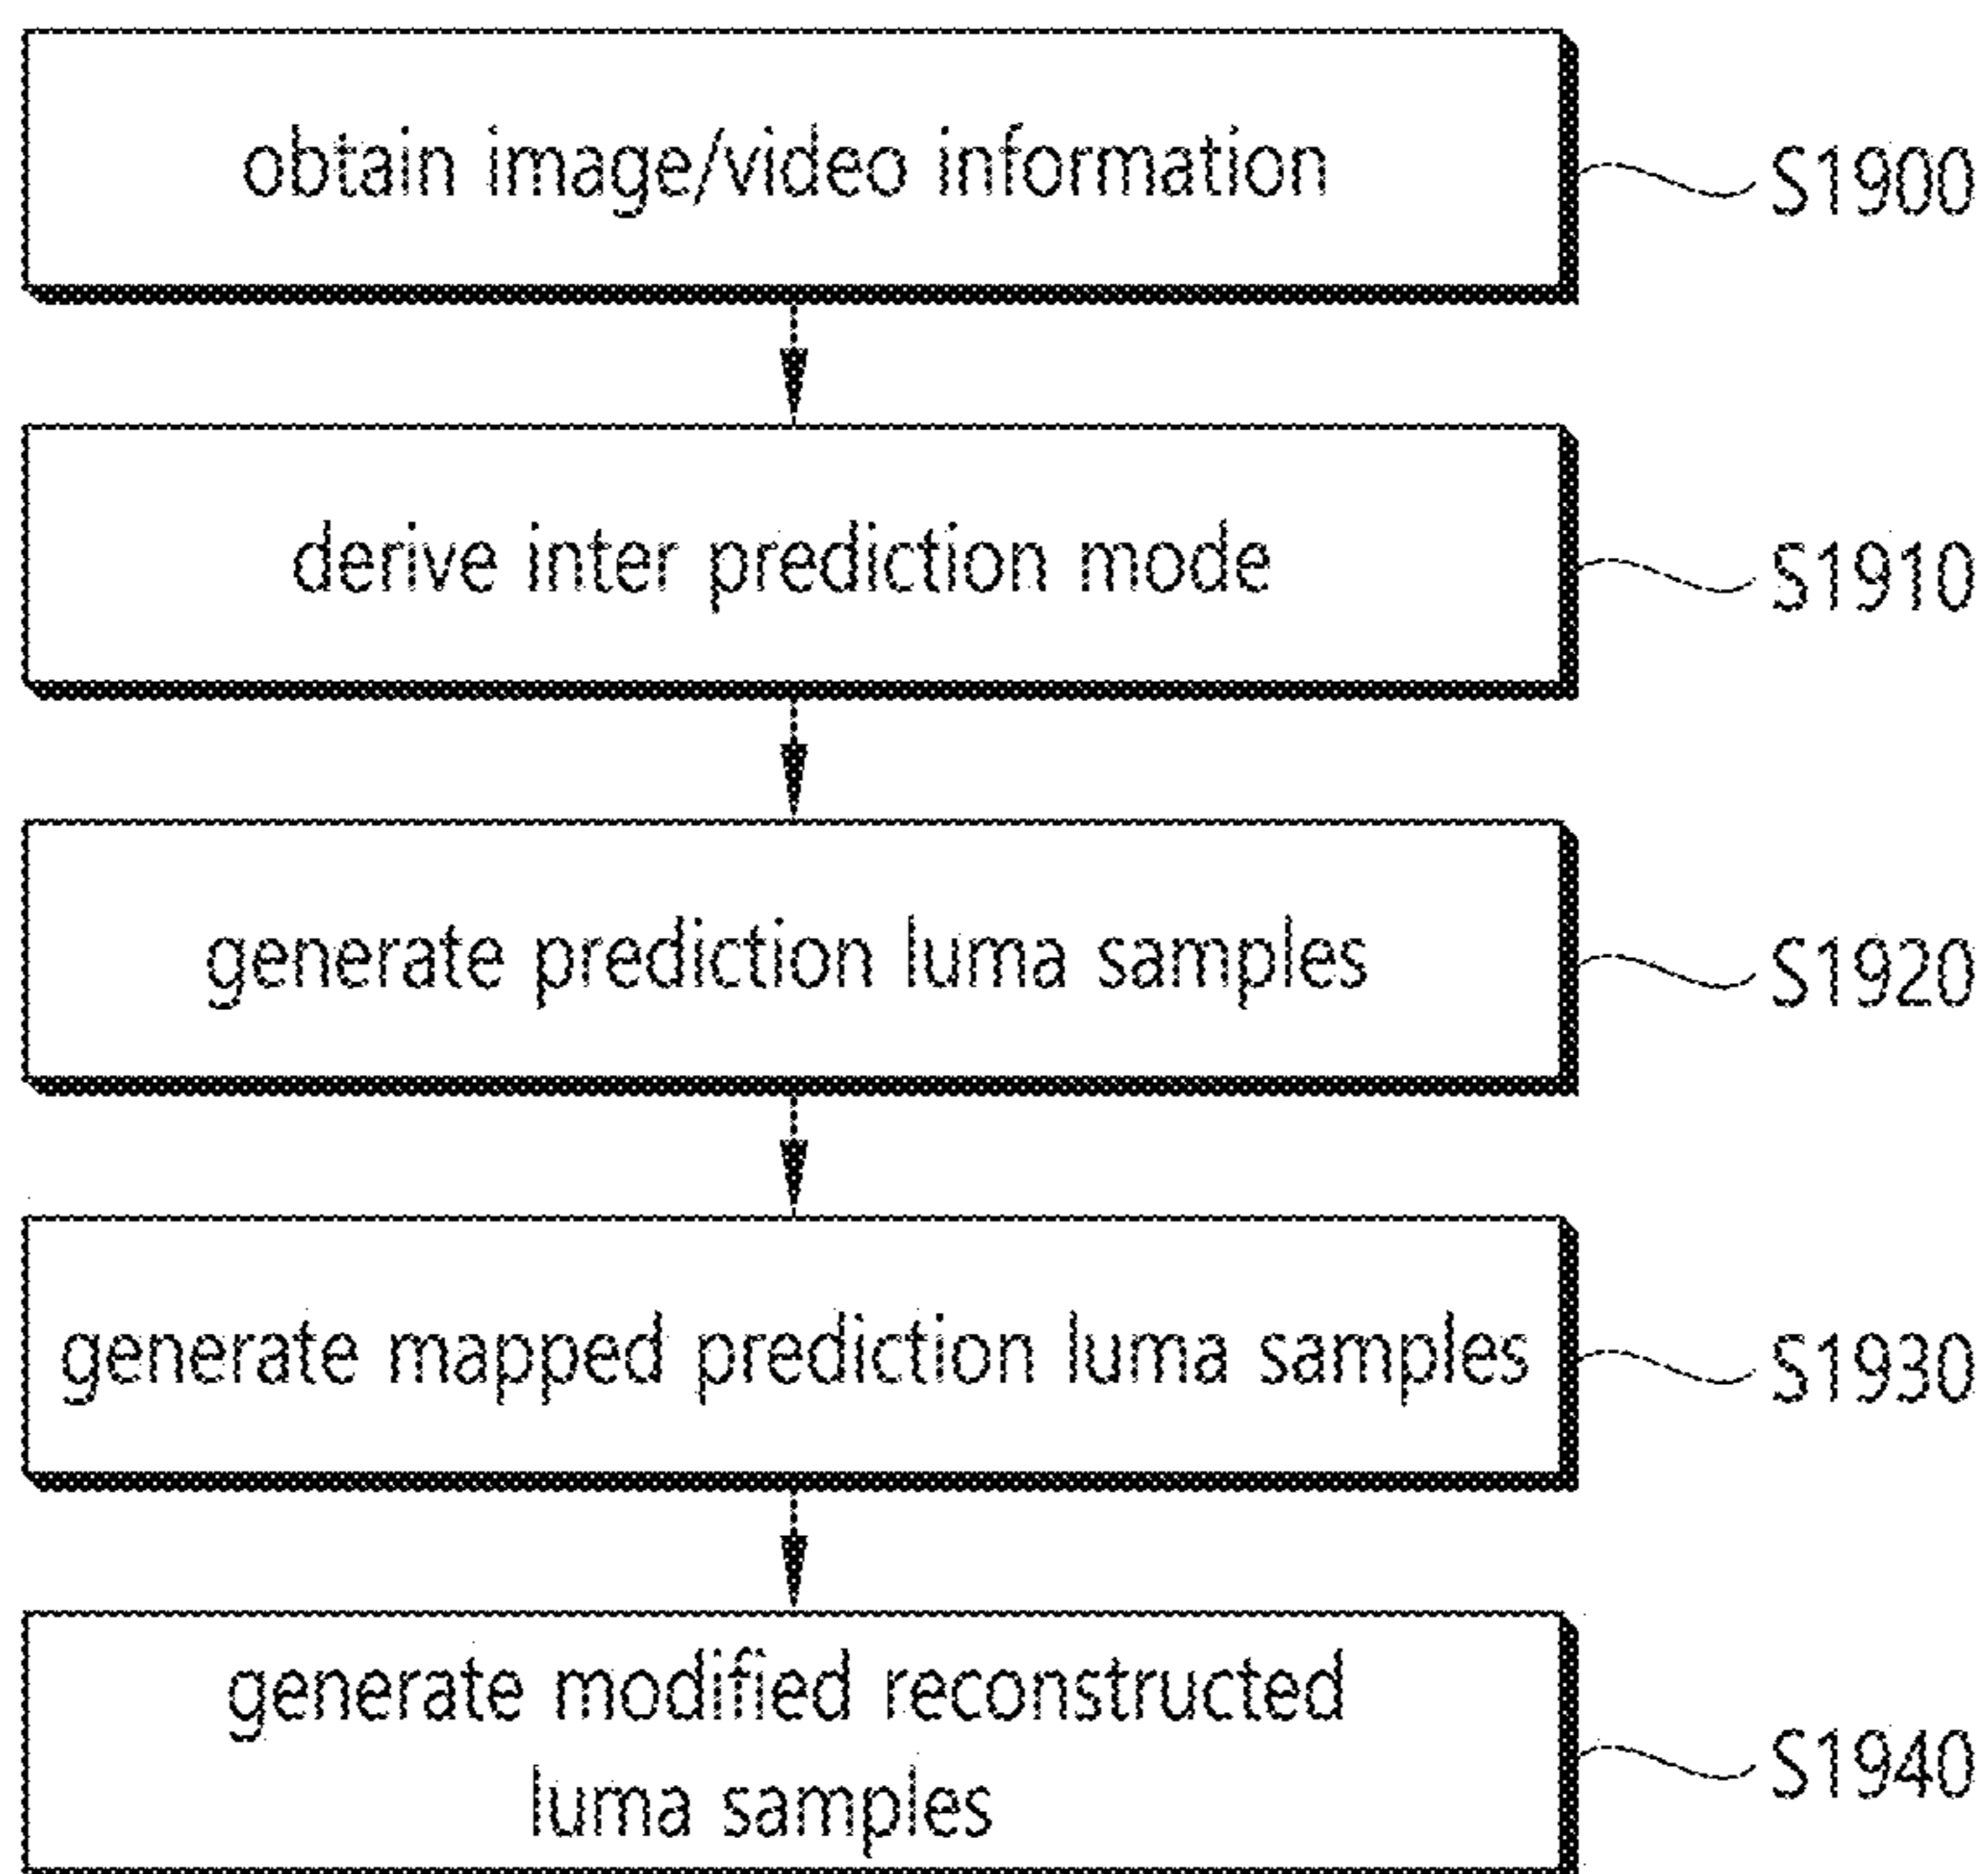 obtain image/video information
S1900
derive inter prediction mode
S1910
generate prediction luma samples
S1920
generate mapped prediction luma samples
S1930
generate modified reconstructed
luma samples
S1940